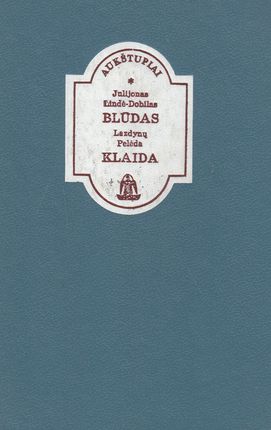 AUKŠTUPIAI
*
Julijonas
Lindė-Dobilas
BLŪDAS
Lazdynų
Pelėda
KLAIDA